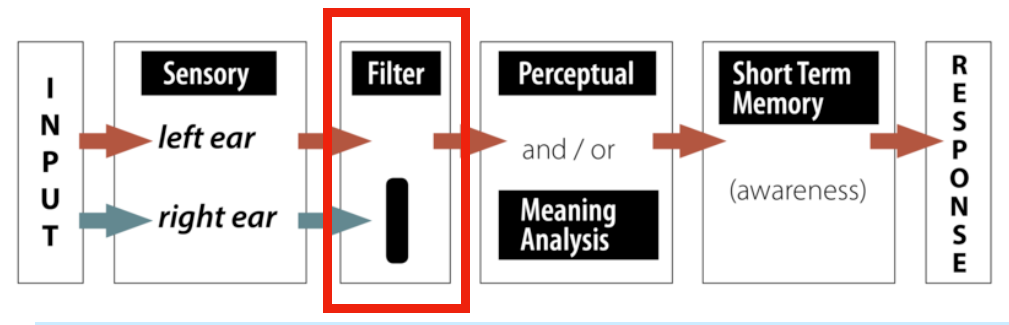 INPUT
Sensory
left ear
right ear
Filter
Perceptual
and / or
Meaning
Analysis
Short Term
Memory
(awareness)
RESPONSE